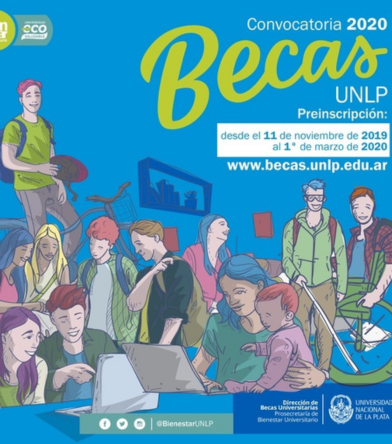 eco
Convocatoria 2020
Becas
UNLP
Preinscripción:
desde el 11 de noviembre de 2019
al 1° de marzo de 2020
www.becas.unlp.edu.ar
Dirección de
Becas Universitarias
Prosecretaría de
Bienestar Universitario
UNIVERSIDAD
NACIONAL
DE LA PLATA
@BienestarUNLP